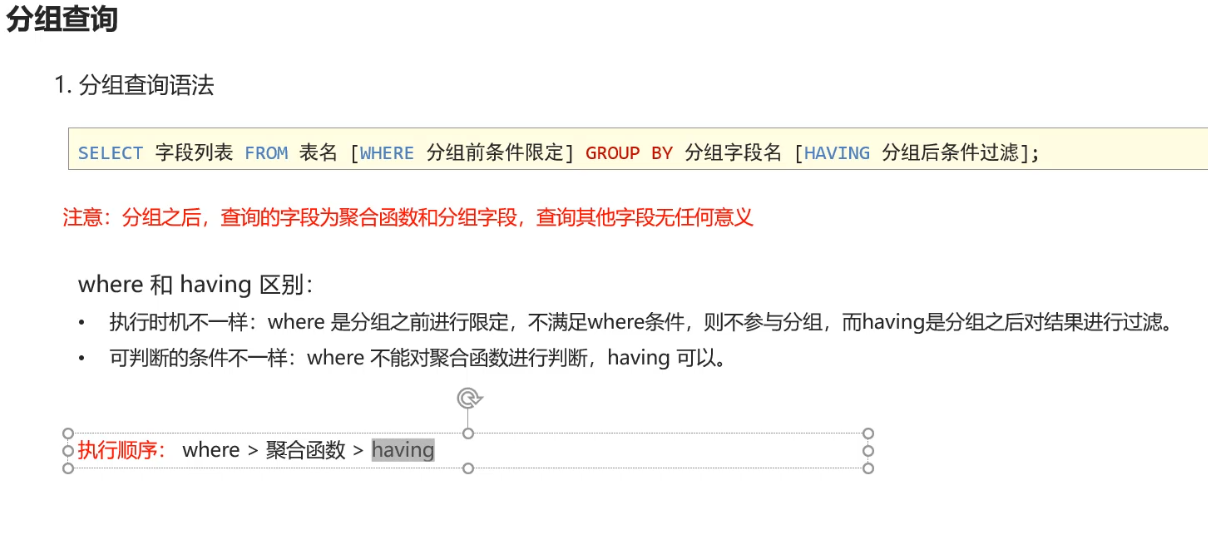 分组查询
1. 分组查询语法
SELECT 字段列表 FROM 表名 [WHERE 分组前条件限定] GROUP BY 分组字段名 [HAVING 分组后条件过滤];
注意：分组之后，查询的字段为聚合函数和分组字段，查询其他字段无任何意义
where 和 having 区别：
• 执行时机不一样：where 是分组之前进行限定，不满足where条件，则不参与分组，而having是分组之后对结果进行过滤。
• 可判断的条件不一样：where 不能对聚合函数进行判断，having 可以。
执行顺序： where > 聚合函数 > having